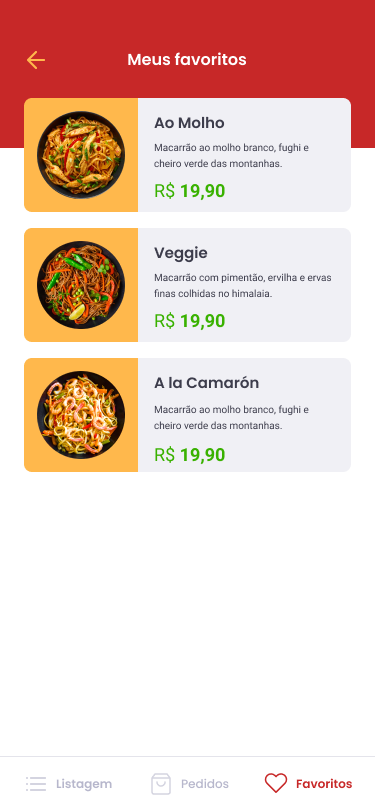 Meus favoritos
Ao Molho
Macarrão ao molho branco, fughi e
cheiro verde das montanhas.
R$ 19,90
Veggie
Macarrão com pimentão, ervilha e ervas
finas colhidas no himalaia.
R$ 19,90
A la Camarón
Macarrão ao molho branco, fughi e
cheiro verde das montanhas.
R$ 19,90
Listagem Pedidos Favoritos